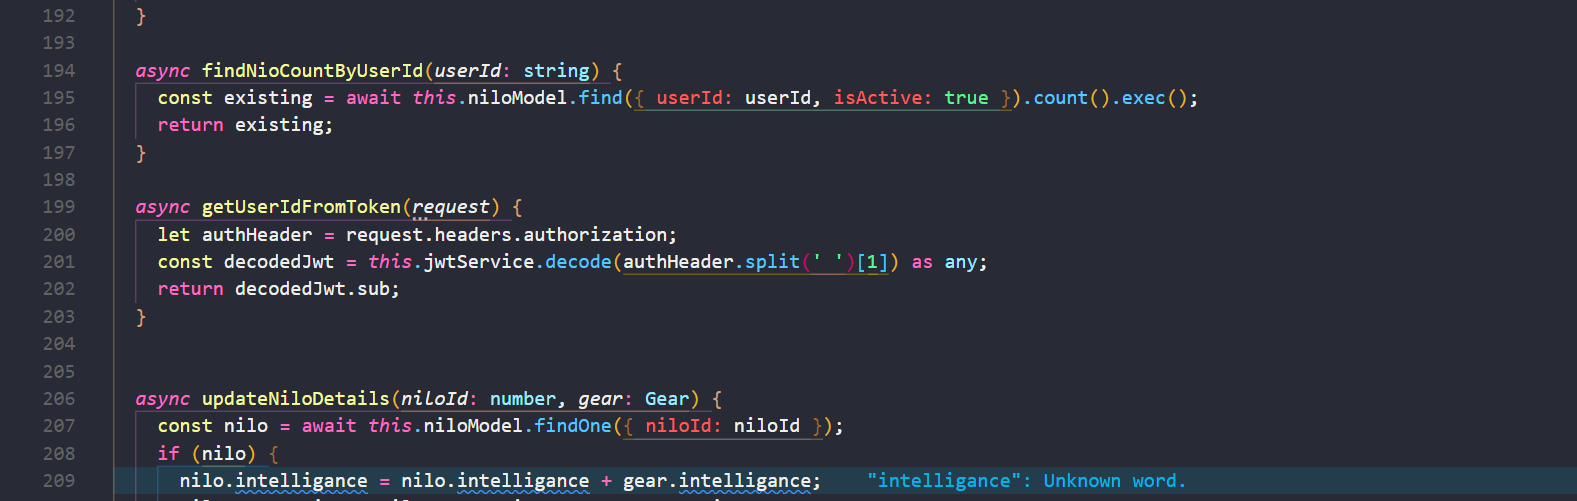 192 }
193
194 async findNioCountByUserId(userId: string) {
195 const existing = await this.niloModel.find({ userId: userId, isActive: true }).count().exec();
196 return existing;
197 }
198
199 async getUserIdFromToken(request) {
200 let authHeader = request.headers.authorization;
201 const decodedJwt = this.jwtService.decode(authHeader.split(' ')[1]) as any;
202 return decodedJwt.sub;
203 }
204
205
206 async updateNiloDetails(niloId: number, gear: Gear) {
207 const nilo = await this.niloModel.findOne({ niloId: niloId });
208 if (nilo) {
209 nilo.intelligance = nilo.intelligance + gear.intelligance; "intelligance": Unknown word.